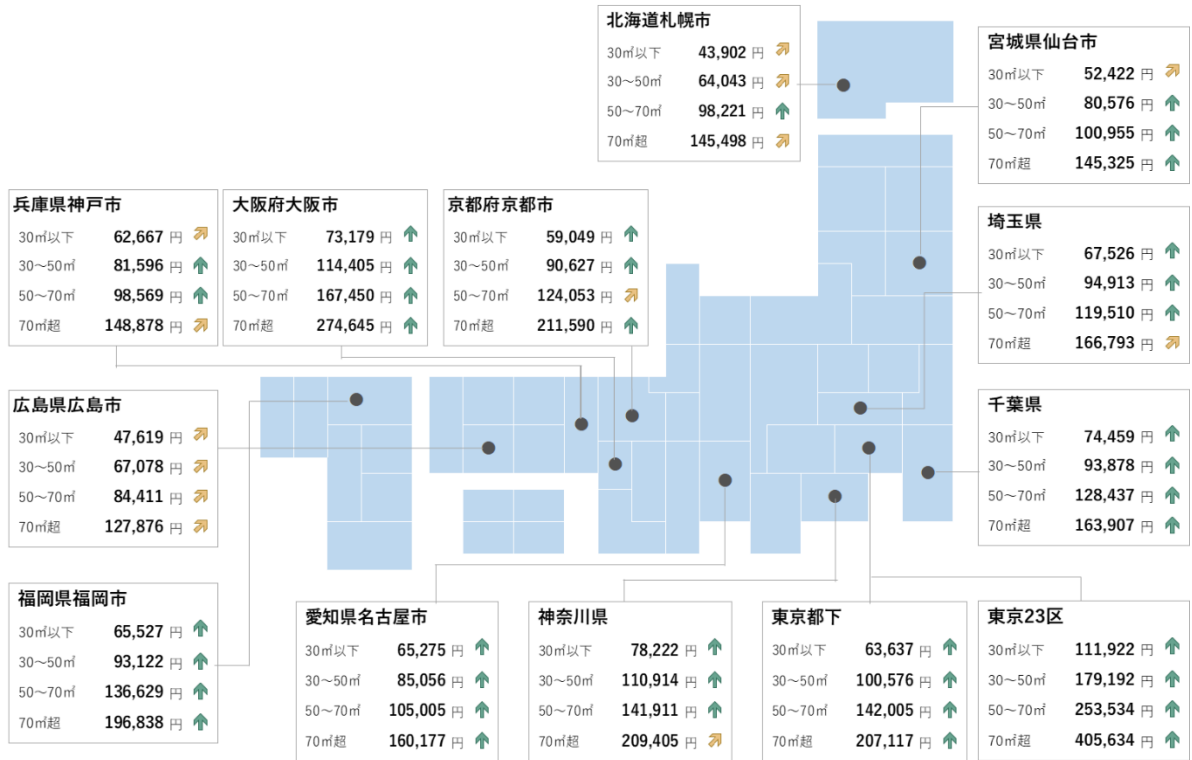 北海道札幌市
30㎡以下 43,902 円
30～50㎡ 64,043 円
50～70㎡ 98,221 円
70㎡超 145,498 円
宮城県仙台市
30㎡以下 52,422 円
30～50㎡ 80,576 円
50～70㎡ 100,955 円
70㎡超 145,325 円
兵庫県神戸市
30㎡以下 62,667 円
30～50㎡ 81,596 円
50～70㎡ 98,569 円
70㎡超 148,878 円
大阪府大阪市
30㎡以下 73,179 円
30～50㎡ 114,405 円
50～70㎡ 167,450 円
70㎡超 274,645 円
京都府京都市
30㎡以下 59,049 円
30～50㎡ 90,627 円
50～70㎡ 124,053 円
70㎡超 211,590 円
埼玉県
30㎡以下 67,526 円
30～50㎡ 94,913 円
50～70㎡ 119,510 円
70㎡超 166,793 円
広島県広島市
30㎡以下 47,619 円
30～50㎡ 67,078 円
50～70㎡ 84,411 円
70㎡超 127,876 円
千葉県
30㎡以下 74,459 円
30～50㎡ 93,878 円
50～70㎡ 128,437 円
70㎡超 163,907 円
福岡県福岡市
30㎡以下 65,527 円
30～50㎡ 93,122 円
50～70㎡ 136,629 円
70㎡超 196,838 円
愛知県名古屋市
30㎡以下 65,275 円
30～50㎡ 85,056 円
50～70㎡ 105,005 円
70㎡超 160,177 円
神奈川県
30㎡以下 78,222 円
30～50㎡ 110,914 円
50～70㎡ 141,911 円
70㎡超 209,405 円
東京都下
30㎡以下 63,637 円
30～50㎡ 100,576 円
50～70㎡ 142,005 円
70㎡超 207,117 円
東京23区
30㎡以下 111,922 円
30～50㎡ 179,192 円
50～70㎡ 253,534 円
70㎡超 405,634 円